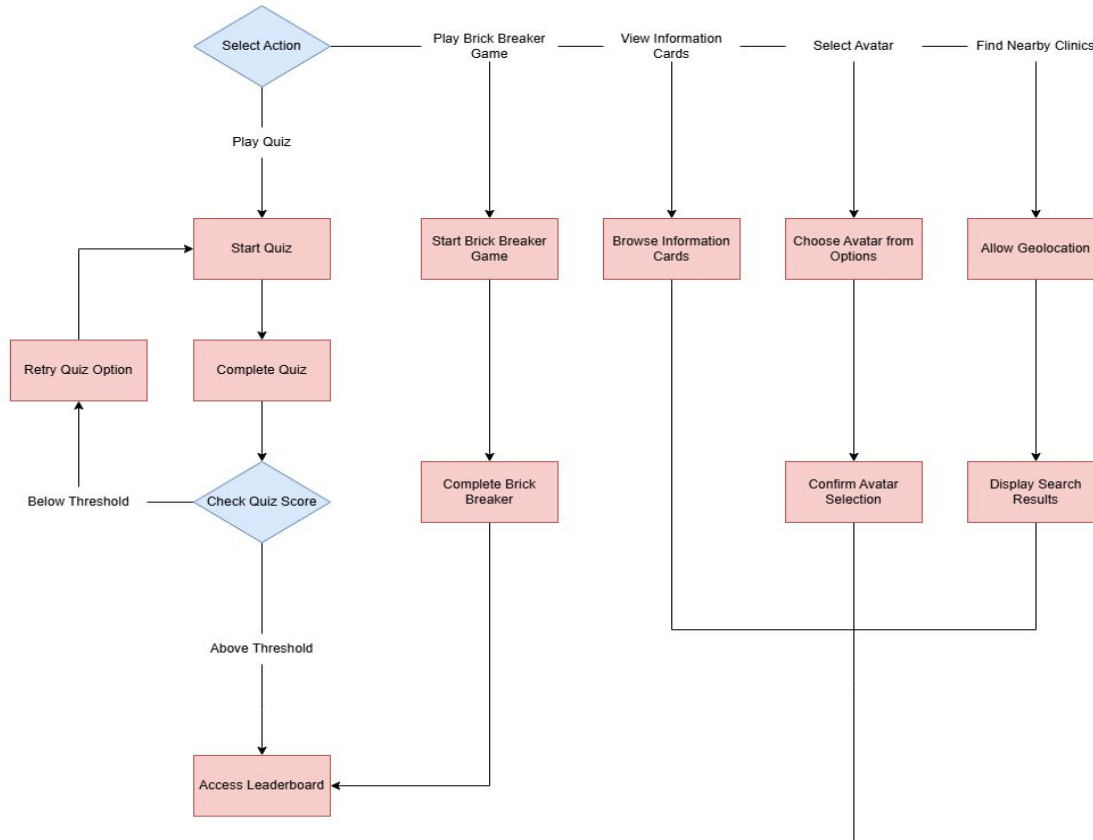 Select Action
Play Brick Breaker
Game
View Information
Cards
Select Avatar
Find Nearby Clinics
Play Quiz
Start Quiz
Start Brick Breaker
Game
Browse Information
Cards
Choose Avatar from
Options
Allow Geolocation
Retry Quiz Option
Complete Quiz
Below Threshold
Check Quiz Score
Complete Brick
Breaker
Confirm Avatar
Selection
Display Search
Results
Above Threshold
Access Leaderboard